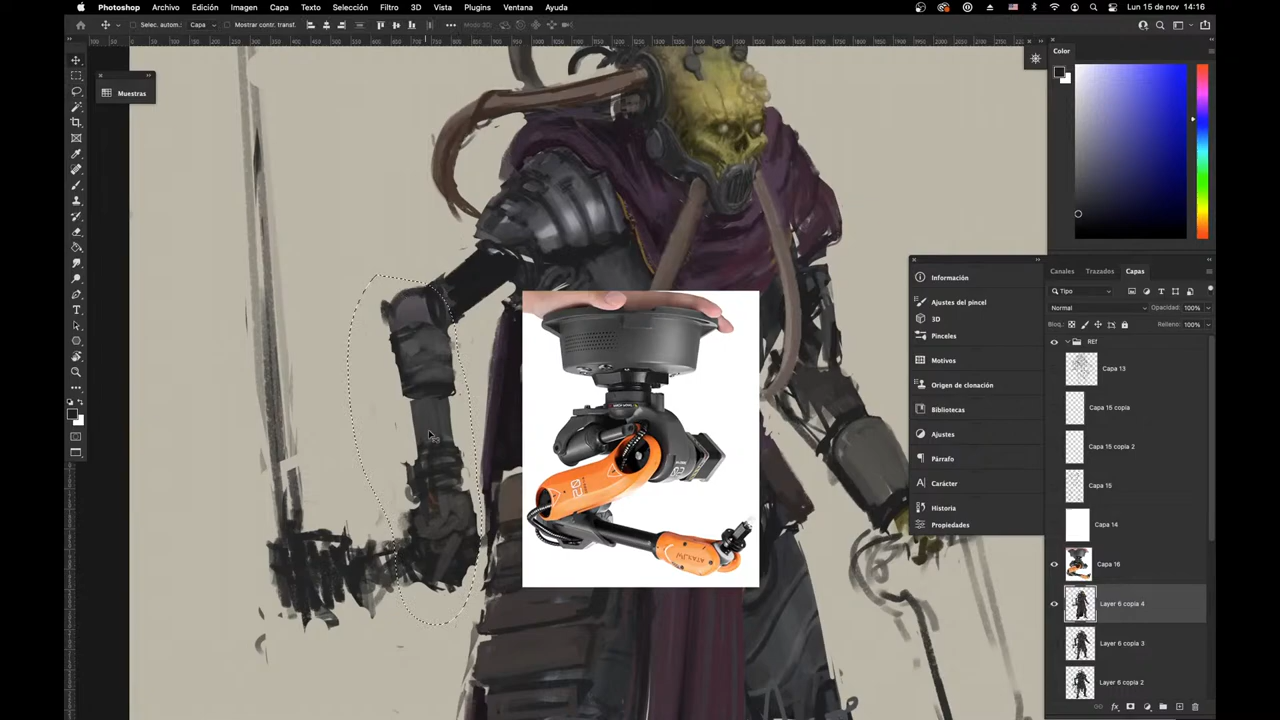 Photoshop Archivo Edición Imagen Capa Texto Selección Filtro 3D Vista Plugins Ventana Ayuda
Lun 15 de nov 14:16
Selec. autom.: Capa Mostrar contr. transf.
Color
Muestras
Información
Ajustes del pincel
3D
Pinceles
Motivos
Origen de clonación
Bibliotecas
Ajustes
Párrafo
Carácter
Historia
Propiedades
Canales Trazados Capas
Tipo
Normal Opacidad: 100%
Bloq.: Relleno: 100%
REf
Capa 13
Capa 15 copia
Capa 15 copia 2
Capa 15
Capa 14
Capa 16
Layer 6 copia 4
Layer 6 copia 3
Layer 6 copia 2